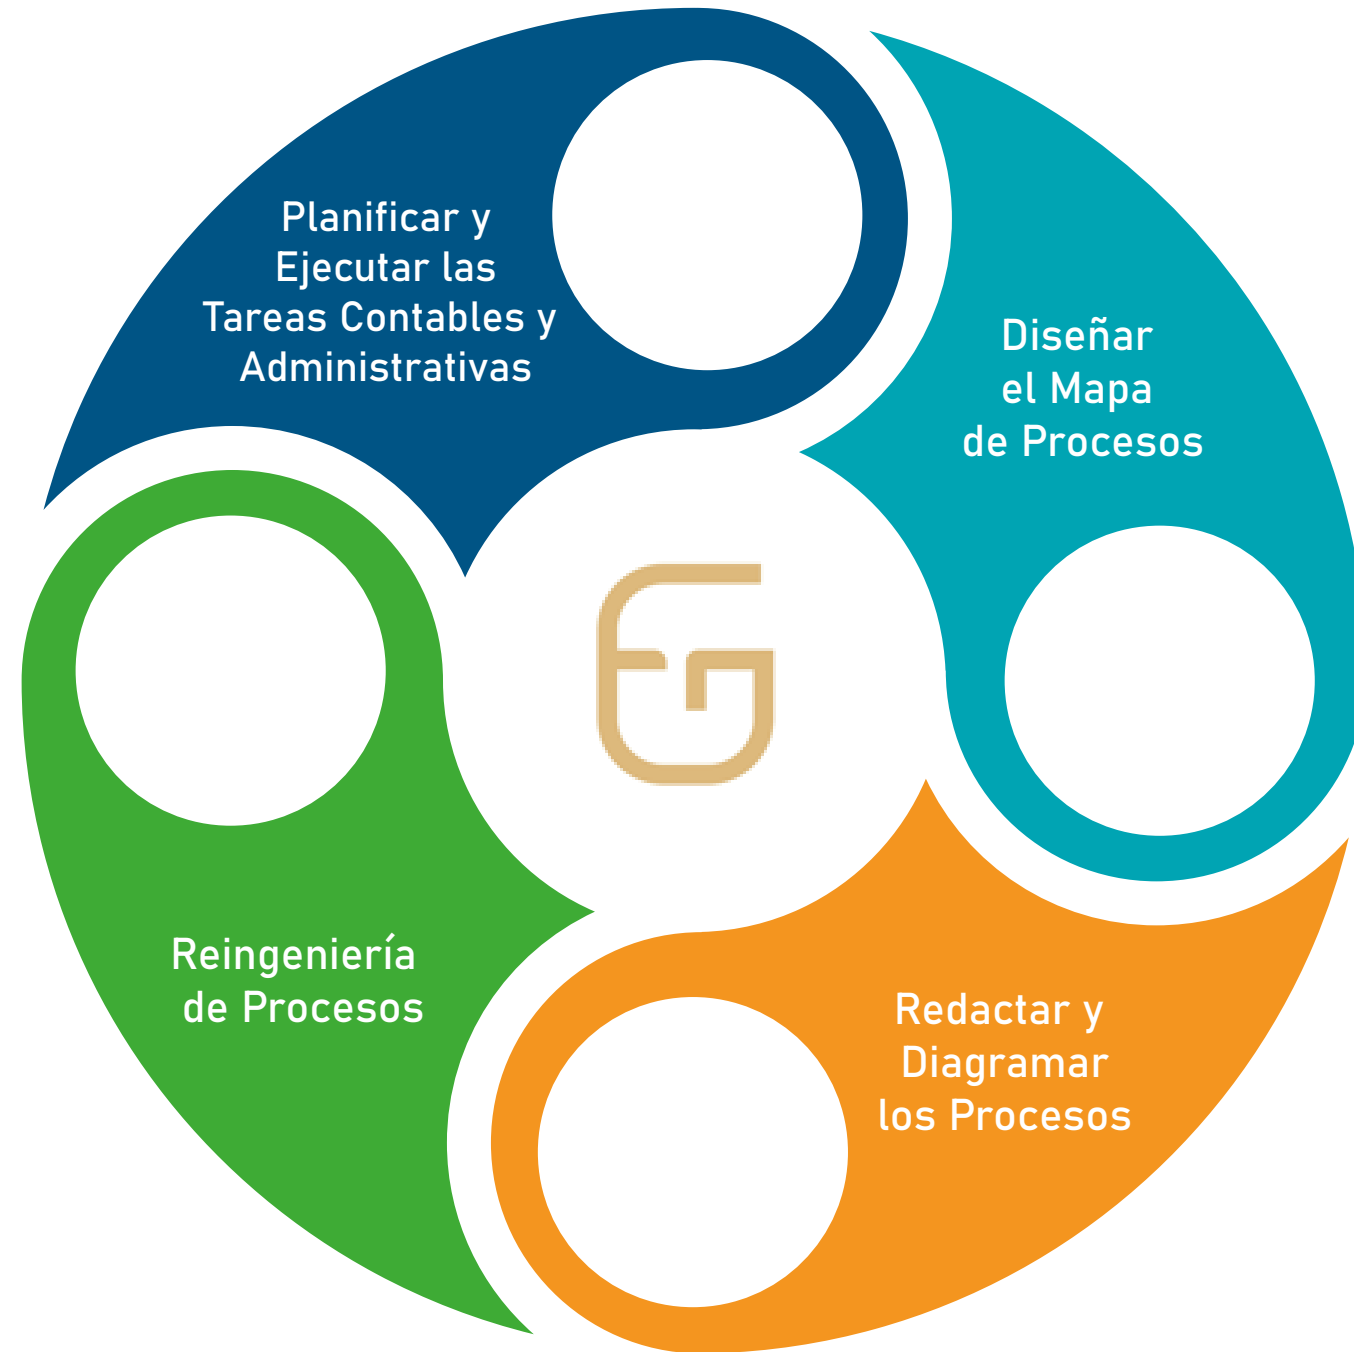 Planificar y
Ejecutar las
Tareas Contables y
Administrativas
Diseñar
el Mapa
de Procesos
Redactar y
Diagramar
los Procesos
Reingeniería
de Procesos